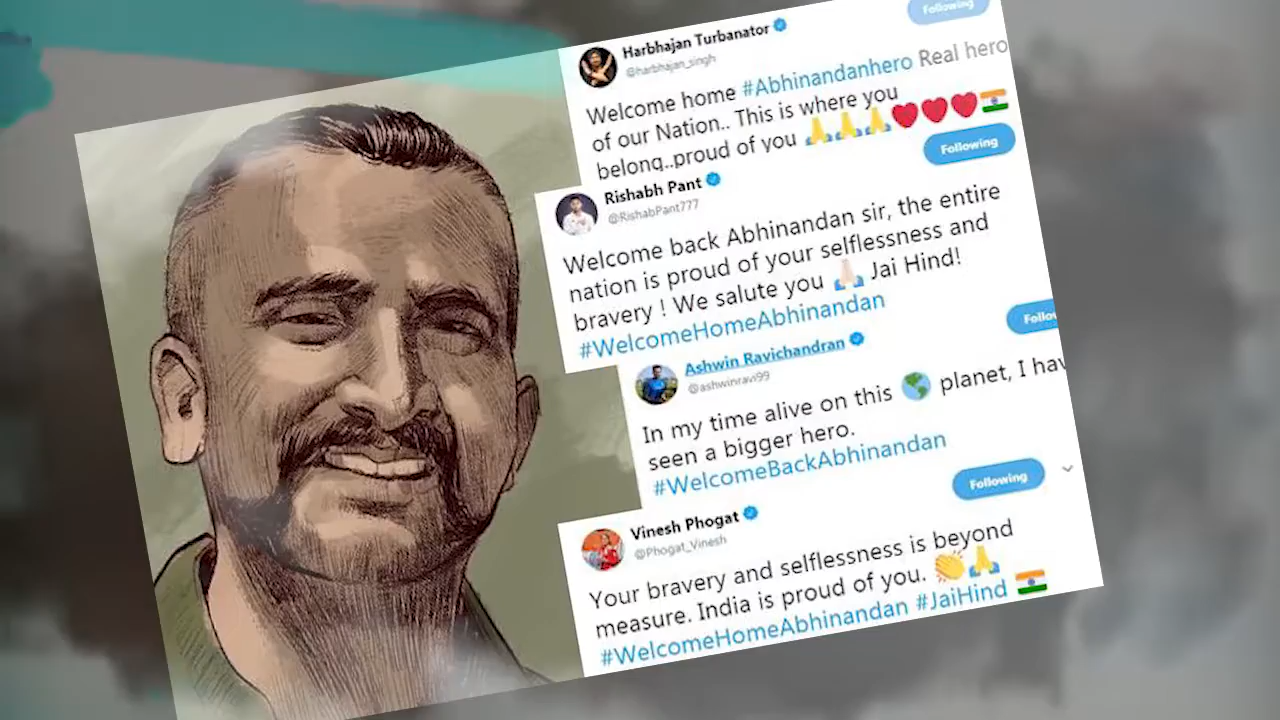 Following
Harbhajan Turbanator
@harbhajan_singh
Welcome home #Abhinandanhero Real hero
of our Nation.. This is where you
belong..proud of you
Following
Rishabh Pant
@RishabPant777
Welcome back Abhinandan sir, the entire
nation is proud of your selflessness and
bravery ! We salute you Jai Hind!
#WelcomeHomeAbhinandan
Follow
Ashwin Ravichandran
@ashwinravi99
In my time alive on this planet, I hav
seen a bigger hero.
#WelcomeBackAbhinandan
Following
Vinesh Phogat
@Phogat_Vinesh
Your bravery and selflessness is beyond
measure. India is proud of you.
#WelcomeHomeAbhinandan #JaiHind